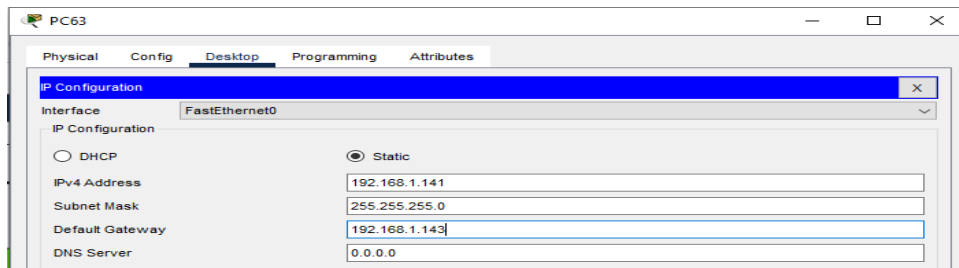 PC63
Physical Config Desktop Programming Attributes
IP Configuration X
Interface FastEthernet0
IP Configuration
DHCP Static
IPv4 Address 192.168.1.141
Subnet Mask 255.255.255.0
Default Gateway 192.168.1.143
DNS Server 0.0.0.0